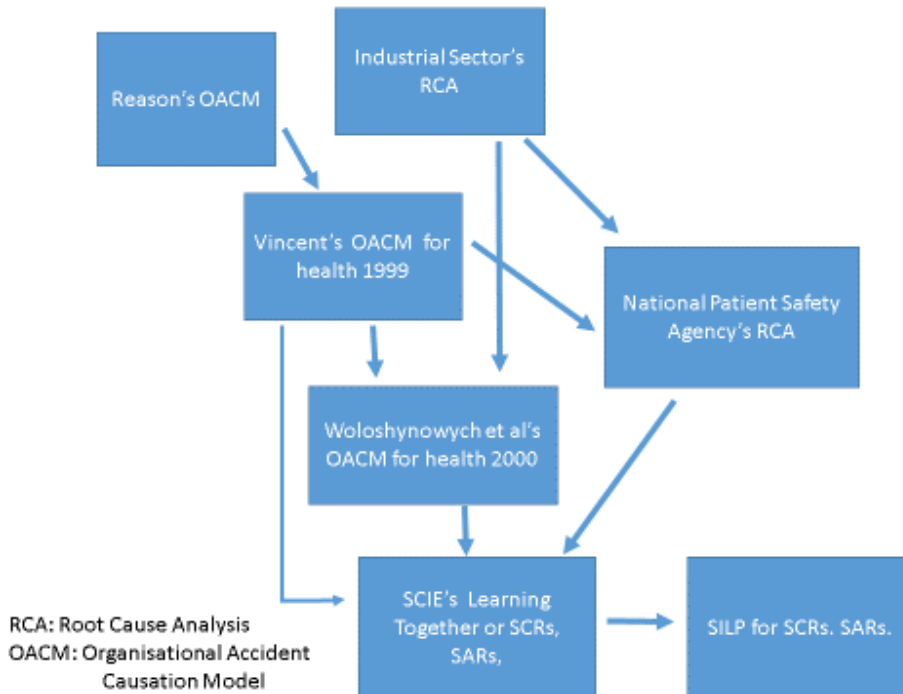 Industrial Sector's
RCA
Reason's OACM
Vincent's OACM for
health 1999
National Patient Safety
Agency's RCA
Woloshynowych et al's
OACM for health 2000
SCIE's Learning
Together or SCRs,
SARs,
SILP for SCRs. SARs.
RCA: Root Cause Analysis
OACM: Organisational Accident
Causation Model